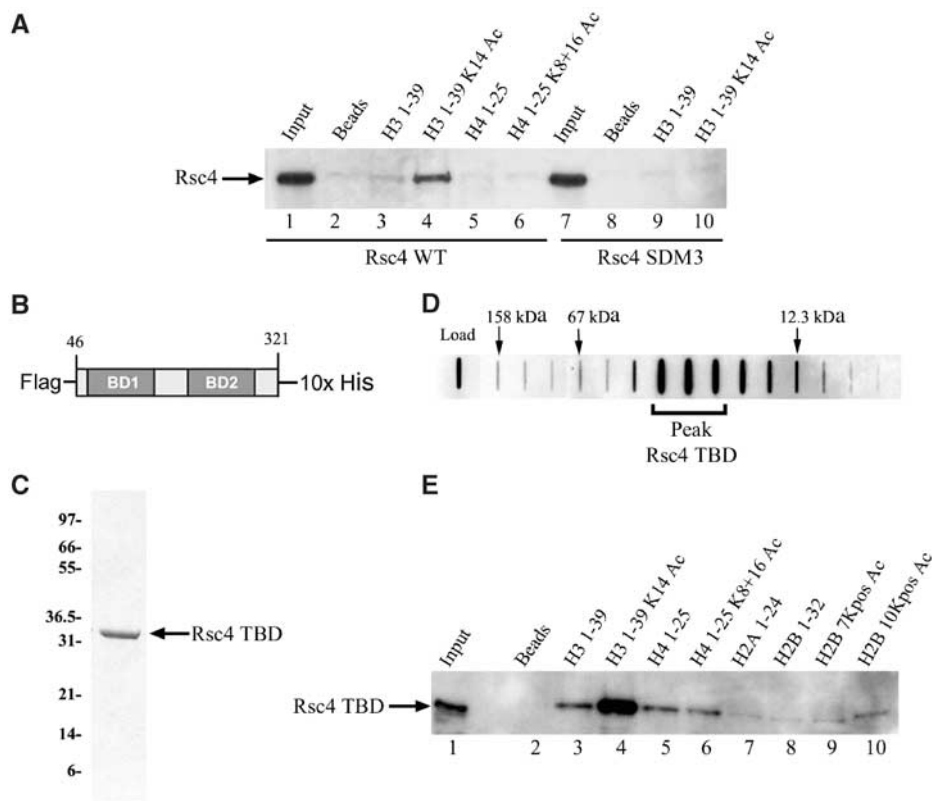 A
Input
Beads
H3 1-39
H3 1-39 K14 Ac
H4 1-25
H4 1-25 K8+16 Ac
Input
Beads
H3 1-39
H3 1-39 K14 Ac
Rsc4
1 2 3 4 5 6 7 8 9 10
Rsc4 WT Rsc4 SDM3
B
46 321
Flag BD1 BD2 10x His
C
97-
66-
55-
36.5-
31-
21-
14-
6-
Rsc4 TBD
D
Load 158 kDa 67 kDa 12.3 kDa
Peak
Rsc4 TBD
E
Input
Beads
H3 1-39
H3 1-39 K14 Ac
H4 1-25
H4 1-25 K8+16 Ac
H2A 1-24
H2B 1-32
H2B 7Kpos Ac
H2B 10Kpos Ac
Rsc4 TBD
1 2 3 4 5 6 7 8 9 10